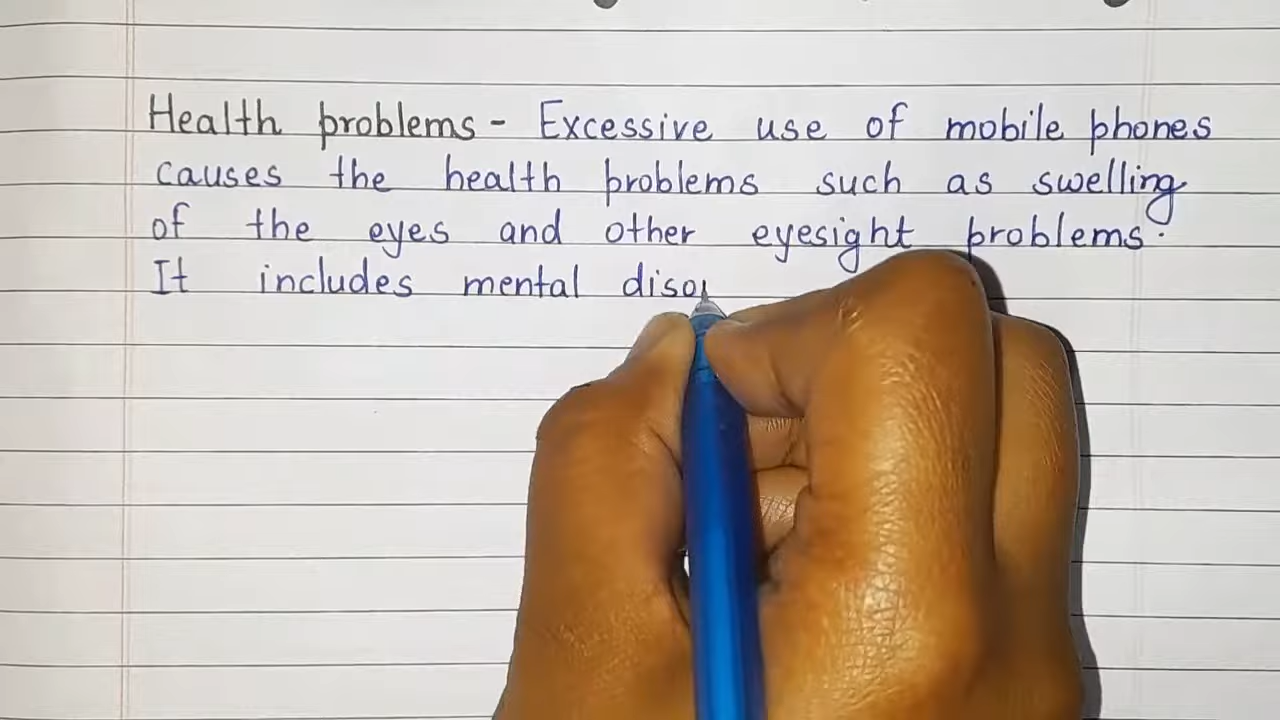 Health problems - Excessive use of mobile phones
causes the health problems such as swelling
of the eyes and other eyesight problems.
It includes mental